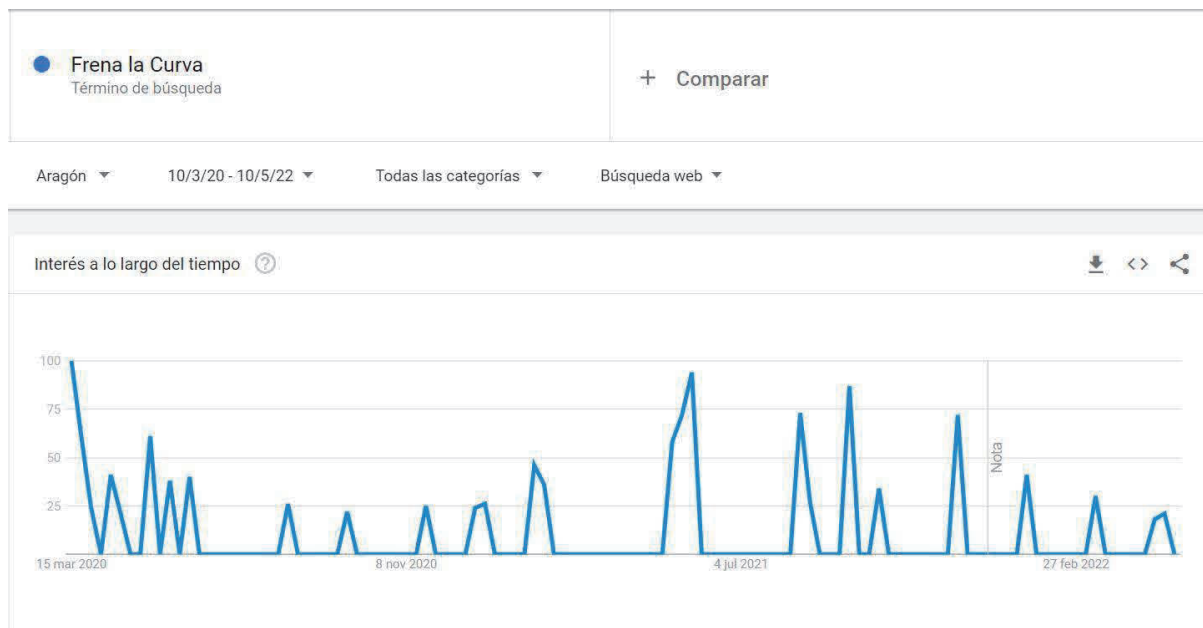 Frena la Curva
Término de búsqueda
+ Comparar
Aragón
10/3/20 - 10/5/22
Todas las categorías
Búsqueda web
Interés a lo largo del tiempo ?
100
75
50
25
Nota
15 mar 2020
8 nov 2020
4 jul 2021
27 feb 2022